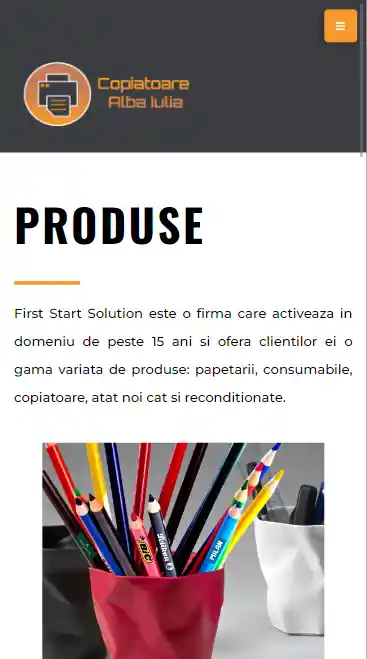 Copiatoare
Alba Iulia
PRODUSE
First Start Solution este o firma care activeaza in
domeniu de peste 15 ani si ofera clientilor ei o
gama variata de produse: papetarii, consumabile,
copiatoare, atat noi cat si reconditionate.
BIC
MILAN